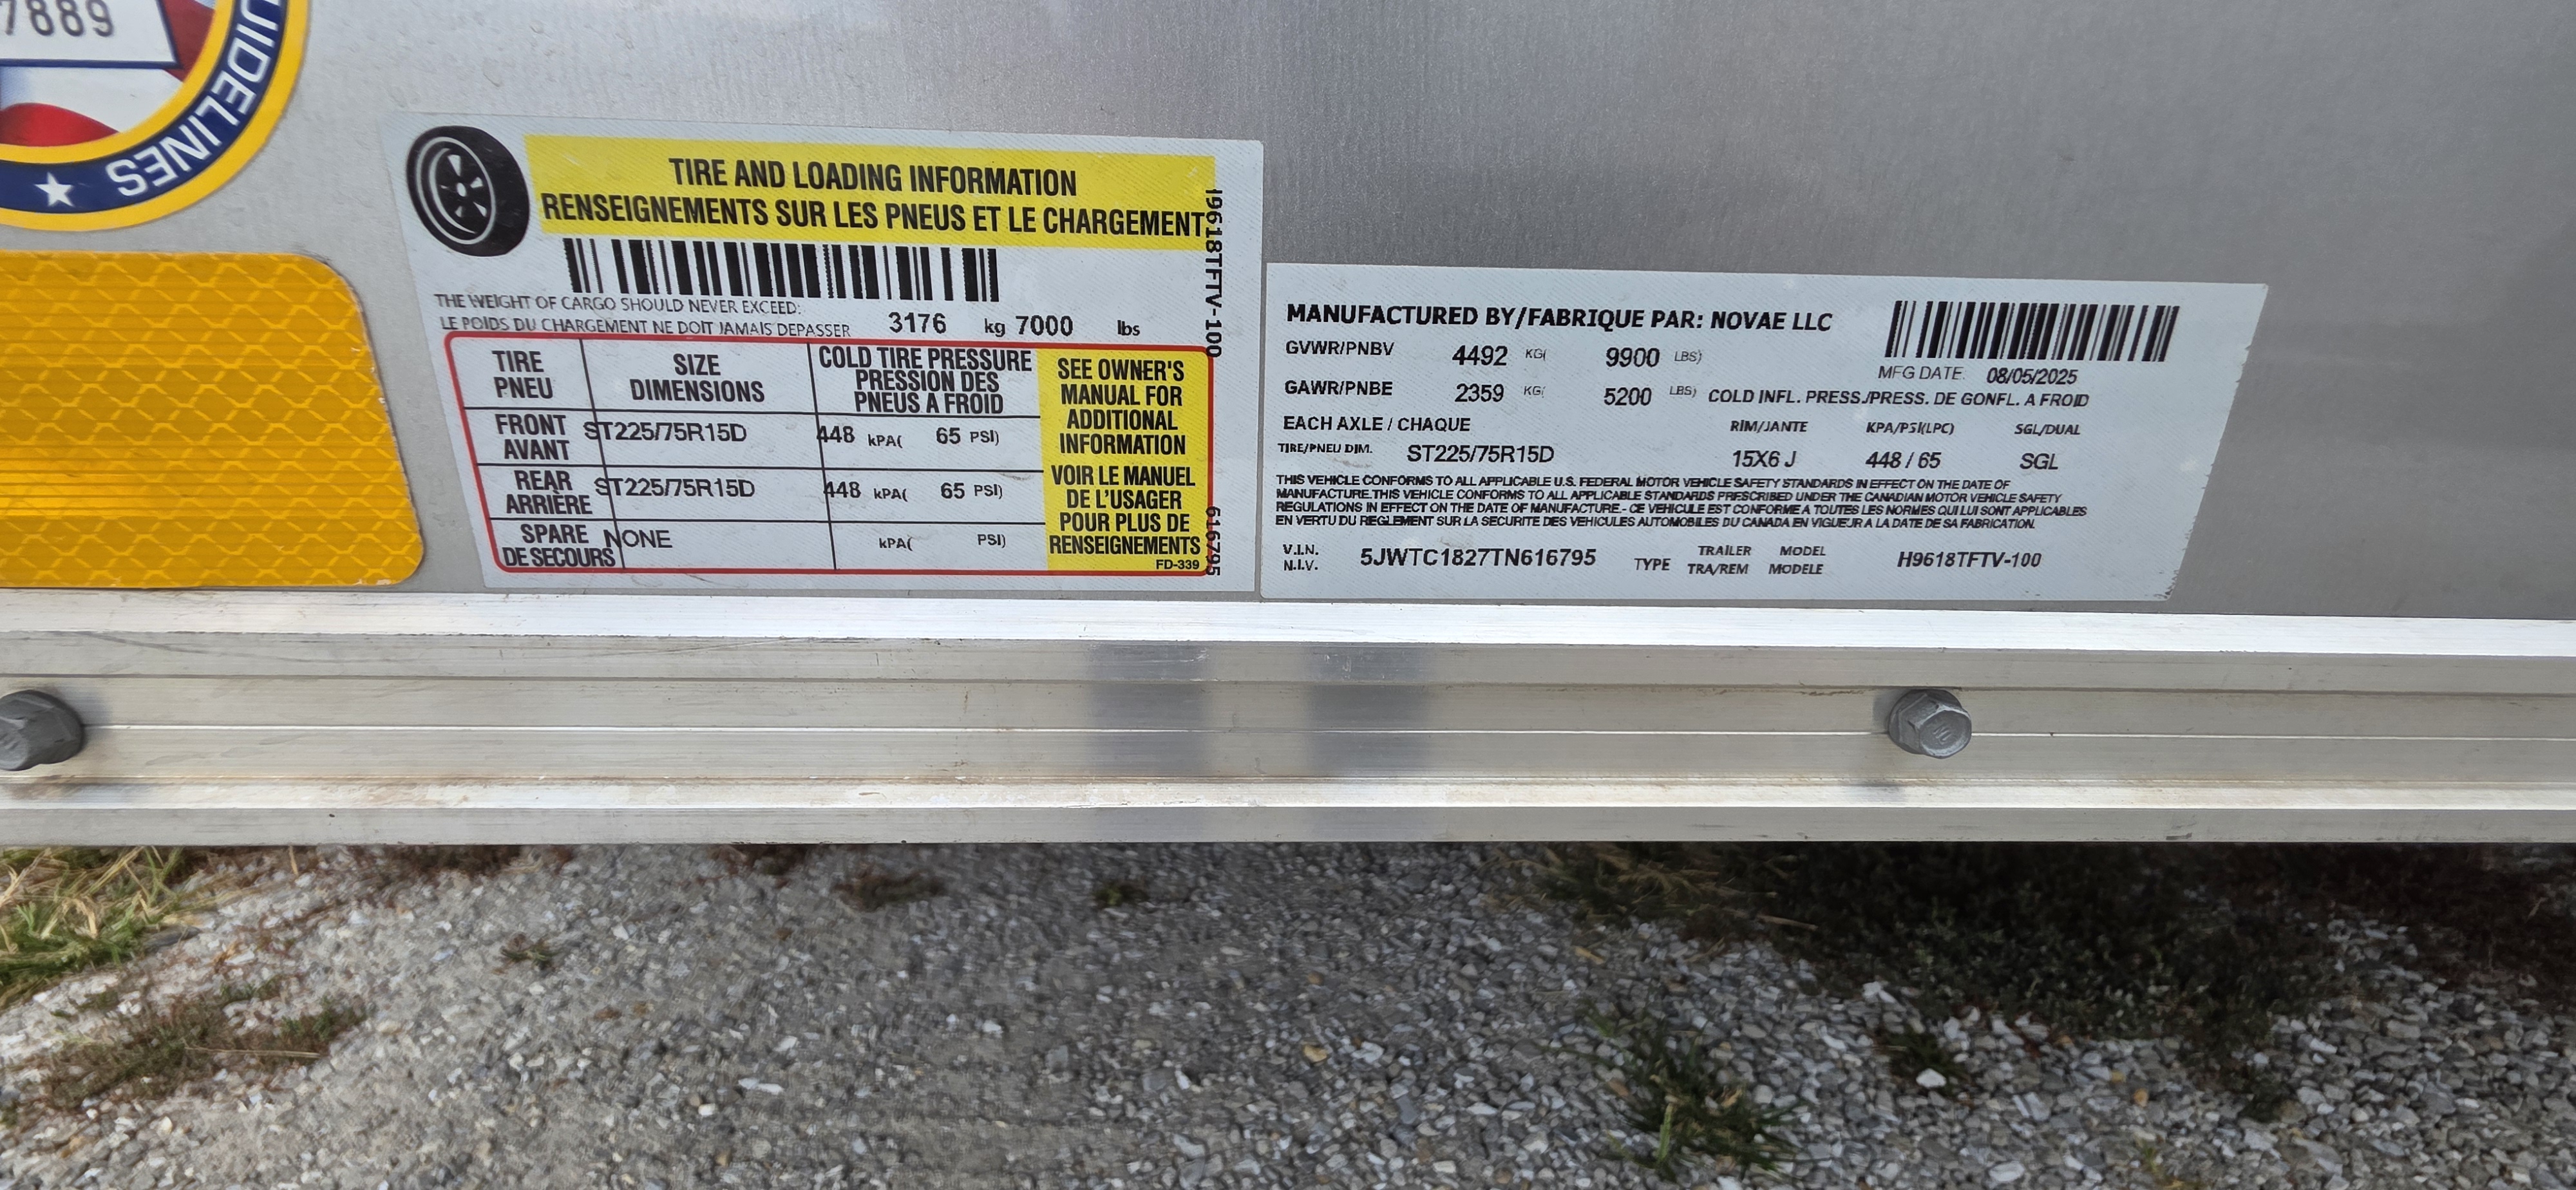 7889
UIDELINES
TIRE AND LOADING INFORMATION
RENSEIGNEMENTS SUR LES PNEUS ET LE CHARGEMENT
THE WEIGHT OF CARGO SHOULD NEVER EXCEED:
LE POIDS DU CHARGEMENT NE DOIT JAMAIS DEPASSER 3176 kg 7000 lbs
TIRE
PNEU
SIZE
DIMENSIONS
COLD TIRE PRESSURE
PRESSION DES
PNEUS A FROID
FRONT
AVANT
ST225/75R15D 448 kPA( 65 PSI)
REAR
ARRIÈRE
ST225/75R15D 448 kPA( 65 PSI)
SPARE
DE SECOURS
NONE kPA( PSI)
SEE OWNER'S
MANUAL FOR
ADDITIONAL
INFORMATION
VOIR LE MANUEL
DE L'USAGER
POUR PLUS DE
RENSEIGNEMENTS
FD-339
I9618TFTV-100
616795
MANUFACTURED BY/FABRIQUE PAR: NOVAE LLC
GVWR/PNBV 4492 KG( 9900 LBS)
MFG DATE. 08/05/2025
GAWR/PNBE 2359 KG( 5200 LBS) COLD INFL. PRESS./PRESS. DE GONFL. A FROID
EACH AXLE / CHAQUE RIM/JANTE KPA/PSI(LPC) SGL/DUAL
TIRE/PNEU DIM. ST225/75R15D 15X6 J 448 / 65 SGL
THIS VEHICLE CONFORMS TO ALL APPLICABLE U.S. FEDERAL MOTOR VEHICLE SAFETY STANDARDS IN EFFECT ON THE DATE OF
MANUFACTURE.THIS VEHICLE CONFORMS TO ALL APPLICABLE STANDARDS PRESCRIBED UNDER THE CANADIAN MOTOR VEHICLE SAFETY
REGULATIONS IN EFFECT ON THE DATE OF MANUFACTURE.- CE VEHICULE EST CONFORME A TOUTES LES NORMES QUI LUI SONT APPLICABLES
EN VERTU DU REGLEMENT SUR LA SECURITE DES VEHICULES AUTOMOBILES DU CANADA EN VIGUEUR A LA DATE DE SA FABRICATION.
V.I.N.
N.I.V.
5JWTC1827TN616795
TYPE
TRAILER
TRA/REM
MODEL
MODELE
H9618TFTV-100